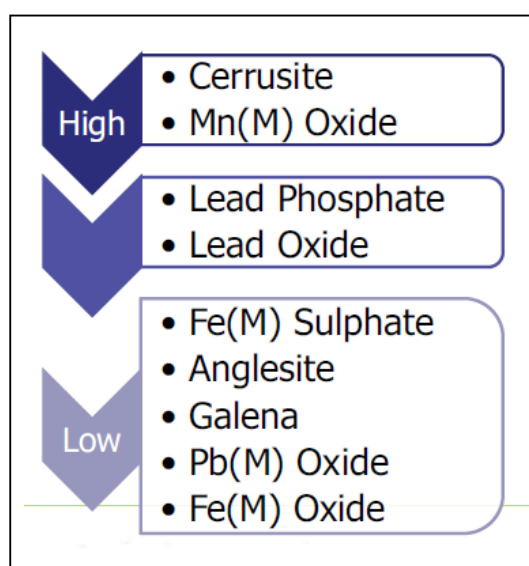 High
• Cerrusite
• Mn(M) Oxide
• Lead Phosphate
• Lead Oxide
Low
• Fe(M) Sulphate
• Anglesite
• Galena
• Pb(M) Oxide
• Fe(M) Oxide